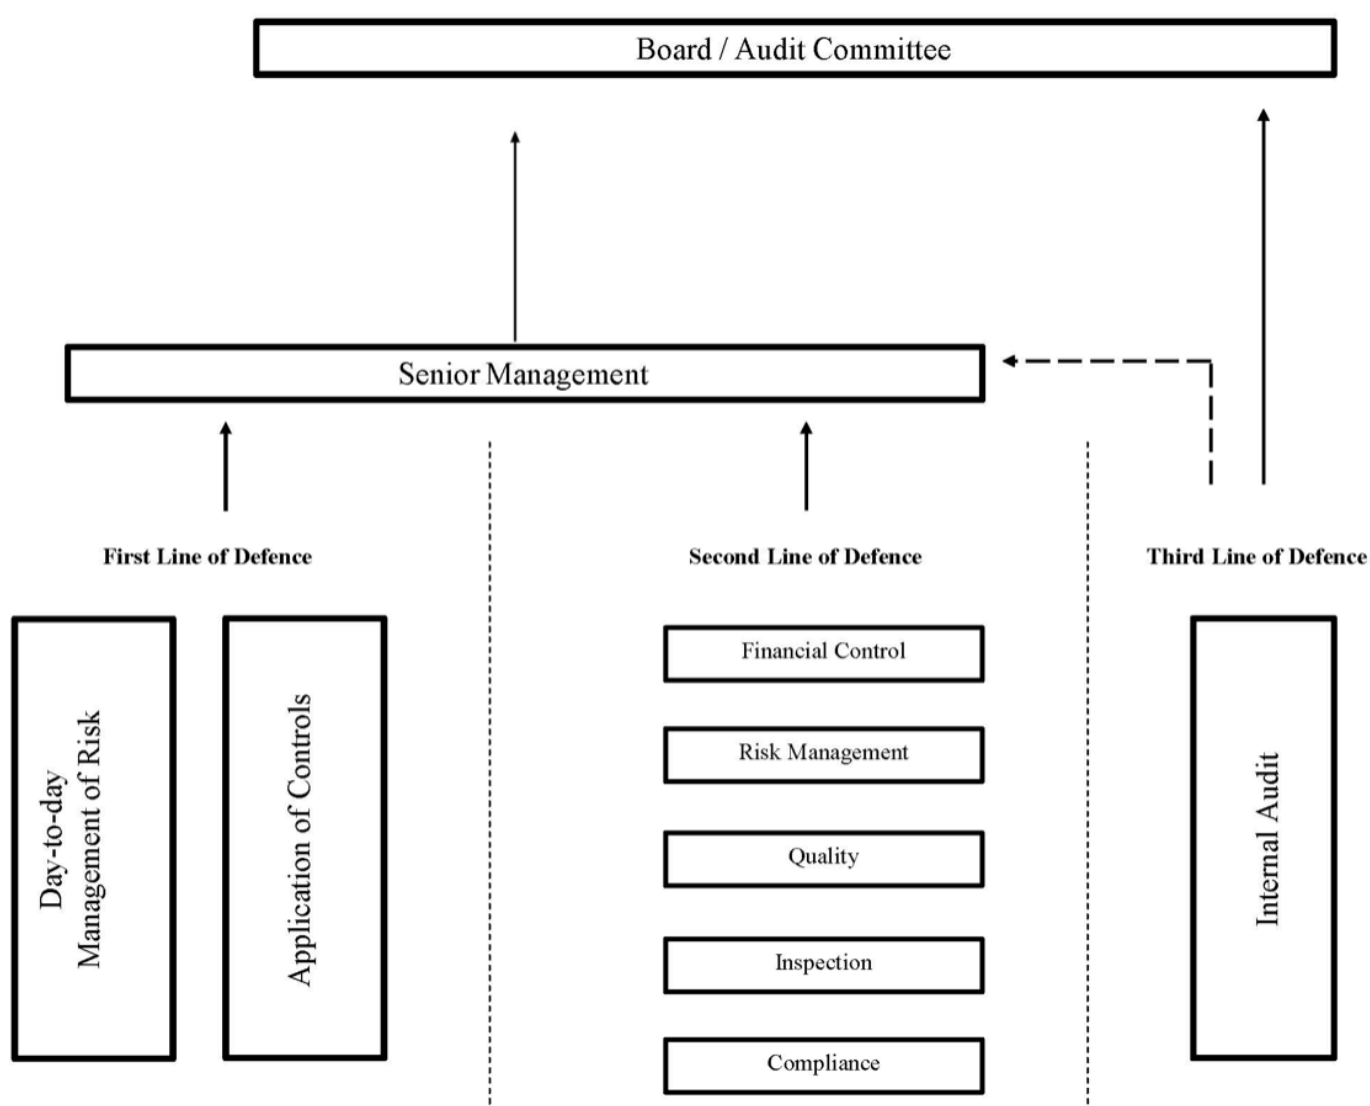 Board / Audit Committee
Senior Management
First Line of Defence
Second Line of Defence
Third Line of Defence
Day-to-day
Management of Risk
Application of Controls
Financial Control
Risk Management
Quality
Inspection
Compliance
Internal Audit